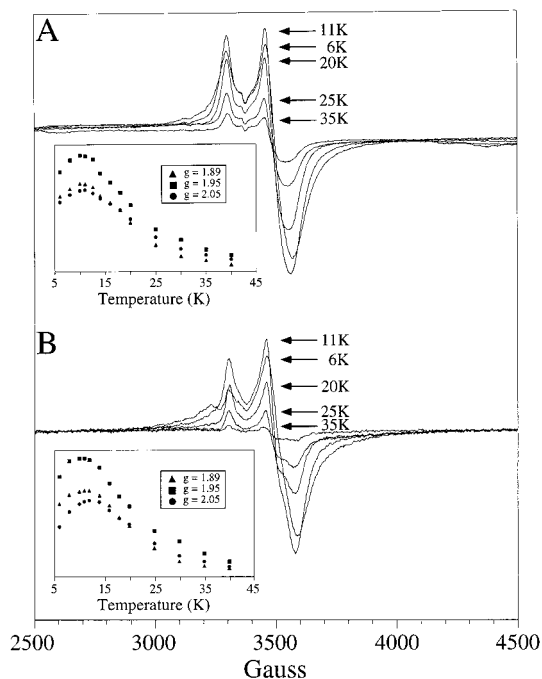 A
11K
6K
20K
25K
35K
▲ g = 1.89
■ g = 1.95
● g = 2.05
5 15 25 35 45
Temperature (K)
B
11K
6K
20K
25K
35K
▲ g = 1.89
■ g = 1.95
● g = 2.05
5 15 25 35 45
Temperature (K)
2500 3000 3500 4000 4500
Gauss